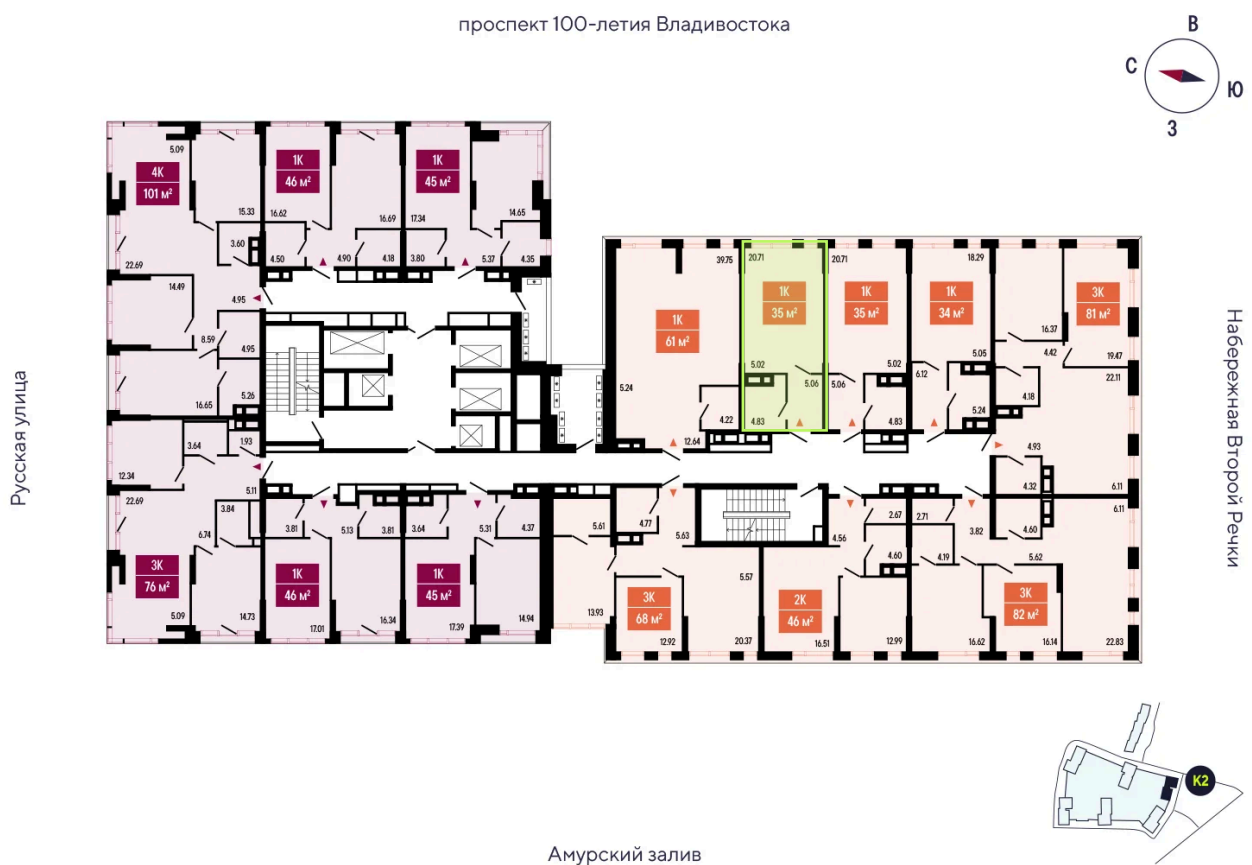 проспект 100-летия Владивостока
В
С
Ю
З
5.09
4К
101 м²
15.33
3.60
22.69
1К
46 м²
16.62
16.69
4.50
4.90
4.18
1К
45 м²
17.34
14.65
3.80
5.37
4.35
14.49
4.95
8.59
4.95
16.65
5.26
39.75
1К
61 м²
5.24
4.22
12.64
20.71
1К
35 м²
5.02
5.06
4.83
20.71
1К
35 м²
5.02
5.06
4.83
18.29
1К
34 м²
5.05
6.12
5.24
3К
81 м²
16.37
19.47
4.42
22.11
4.18
4.93
4.32
6.11
Русская улица
Набережная Второй Речки
3.64
1.93
12.34
5.11
22.69
3.84
6.74
3К
76 м²
5.09
14.73
3.81
5.13
3.81
1К
46 м²
17.01
16.34
3.64
5.31
4.37
1К
45 м²
17.39
14.94
5.61
4.77
5.63
5.57
13.93
3К
68 м²
12.92
20.37
2.67
4.56
4.60
2К
46 м²
16.51
12.99
2.71
3.82
4.60
6.11
4.19
5.62
3К
82 м²
16.62
16.14
22.83
К2
Амурский залив